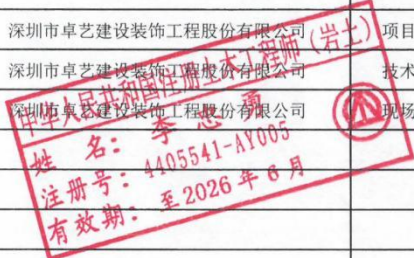 深圳市卓艺建设装饰工程股份有限公司 项目
深圳市卓艺建设装饰工程股份有限公司 技术
深圳市卓艺建设装饰工程股份有限公司 现场
中华人民共和国注册土木工程师（岩土）
姓 名： 李志勇
注册号： 4405541-AY005
有效期： 至2026年6月